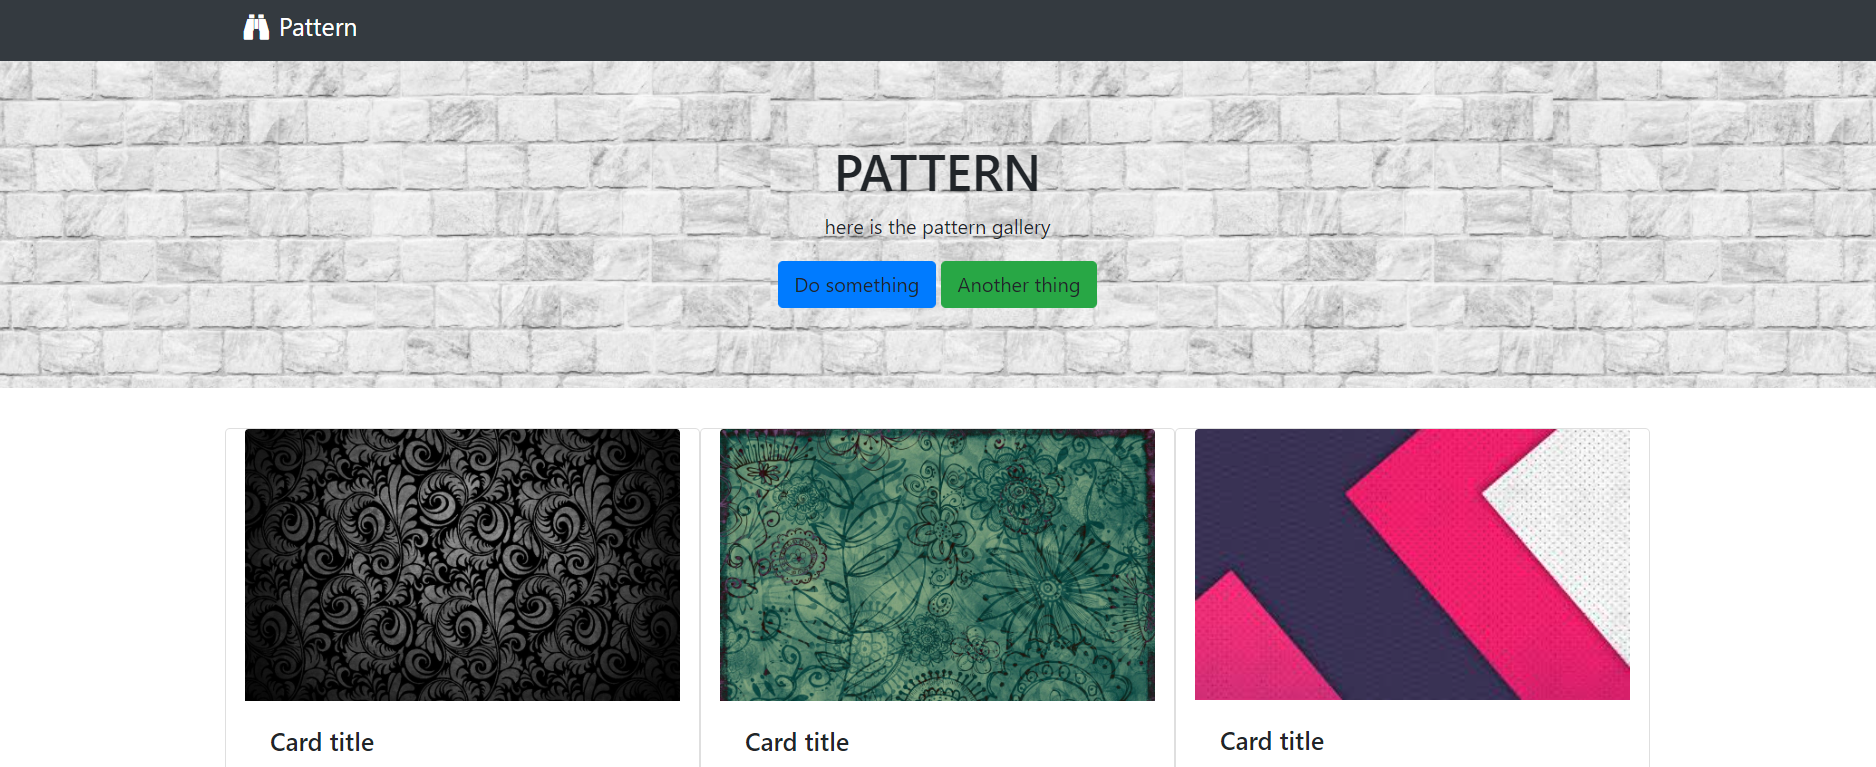 Pattern
PATTERN
here is the pattern gallery
Do something Another thing
Card title Card title Card title